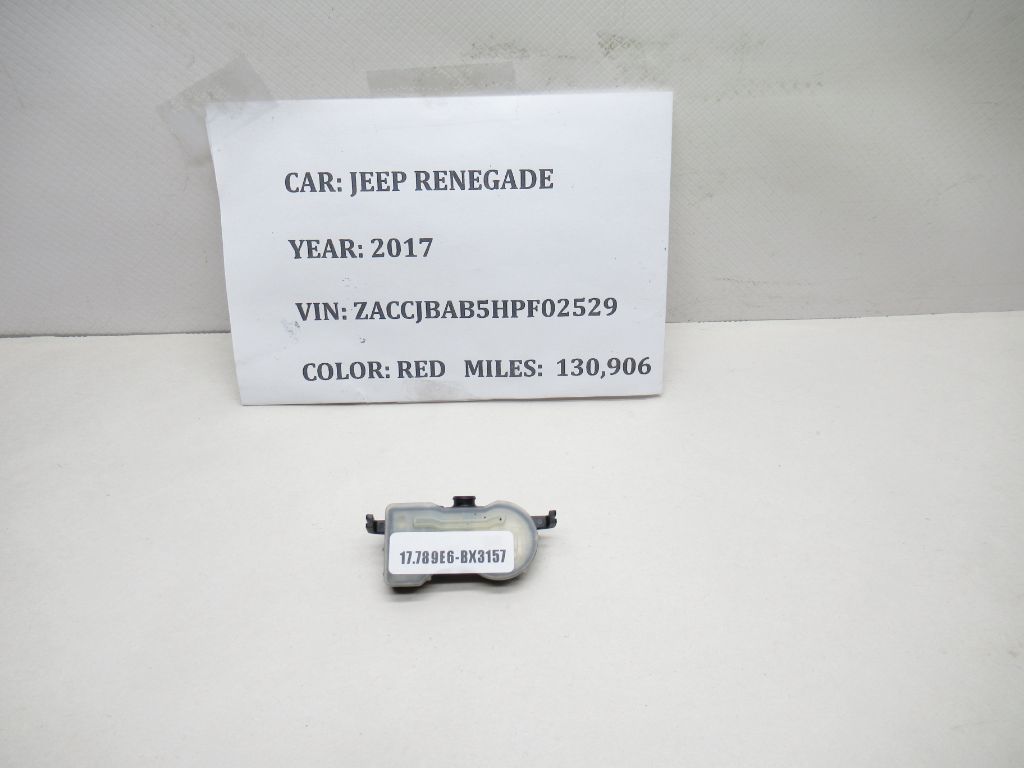 CAR: JEEP RENEGADE
YEAR: 2017
VIN: ZACCJBAB5HPF02529
COLOR: RED MILES: 130,906
17.789E6-BX3157